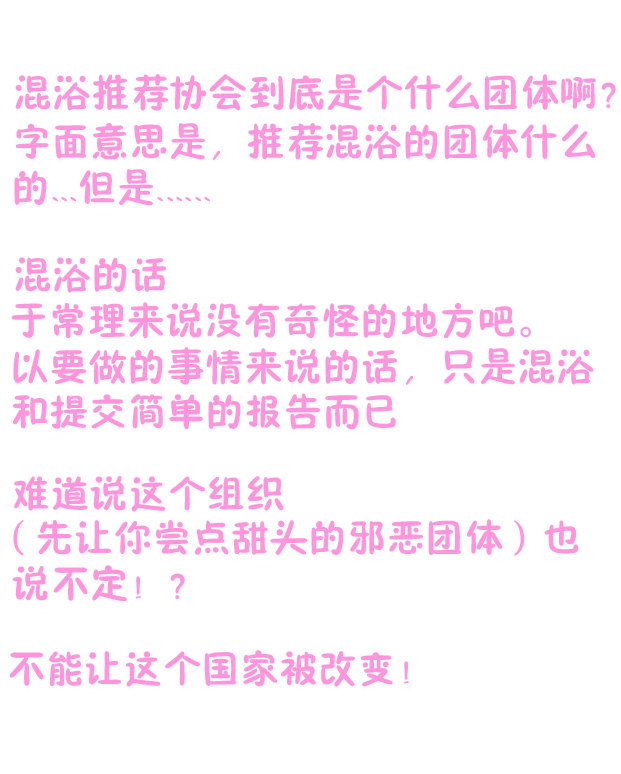 混浴推荐协会到底是个什么团体啊?
字面意思是，推荐混浴的团体什么
的...但是......
混浴的话
于常理来说没有奇怪的地方吧。
以要做的事情来说的话，只是混浴
和提交简单的报告而已
难道说这个组织
（先让你尝点甜头的邪恶团体）也
说不定！？
不能让这个国家被改变！